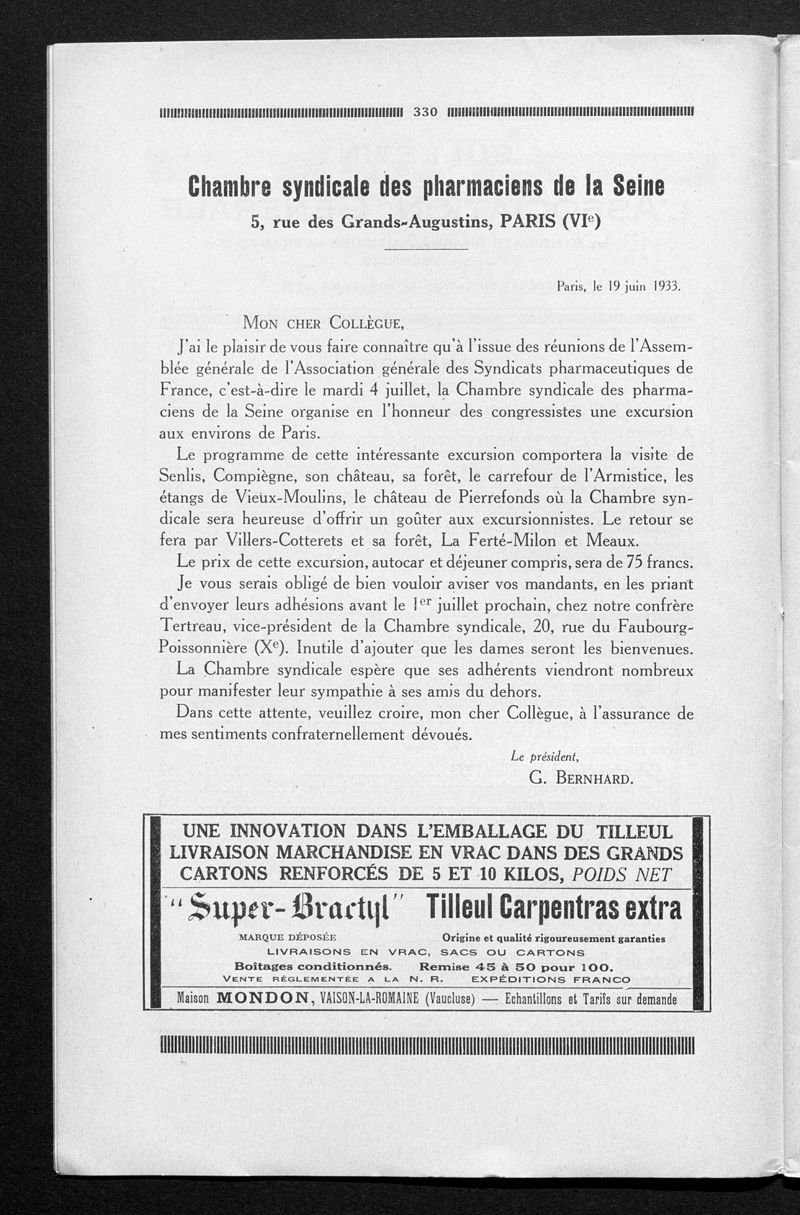 330
Chambre syndicale des pharmaciens de la Seine
5, rue des Grands-Augustins, PARIS (VIe)
Paris, le 19 juin 1933.
MON CHER COLLÈGUE,
J'ai le plaisir de vous faire connaître qu'à l'issue des réunions de l'Assem-
blée générale de l'Association générale des Syndicats pharmaceutiques de
France, c'est-à-dire le mardi 4 juillet, la Chambre syndicale des pharma-
ciens de la Seine organise en l'honneur des congressistes une excursion
aux environs de Paris.
Le programme de cette intéressante excursion comportera la visite de
Senlis, Compiègne, son château, sa forêt, le carrefour de l'Armistice, les
étangs de Vieux-Moulins, le château de Pierrefonds où la Chambre syn-
dicale sera heureuse d'offrir un goûter aux excursionnistes. Le retour se
fera par Villers-Cotterets et sa forêt, La Ferté-Milon et Meaux.
Le prix de cette excursion, autocar et déjeuner compris, sera de 75 francs.
Je vous serais obligé de bien vouloir aviser vos mandants, en les priant
d'envoyer leurs adhésions avant le 1er juillet prochain, chez notre confrère
Tertreau, vice-président de la Chambre syndicale, 20, rue du Faubourg-
Poissonnière (Xe). Inutile d'ajouter que les dames seront les bienvenues.
La Chambre syndicale espère que ses adhérents viendront nombreux
pour manifester leur sympathie à ses amis du dehors.
Dans cette attente, veuillez croire, mon cher Collègue, à l'assurance de
mes sentiments confraternellement dévoués.
Le président,
G. BERNHARD.
UNE INNOVATION DANS L'EMBALLAGE DU TILLEUL
LIVRAISON MARCHANDISE EN VRAC DANS DES GRANDS
CARTONS RENFORCÉS DE 5 ET 10 KILOS, POIDS NET
"Super-Bractyl" Tilleul Carpentras extra
MARQUE DÉPOSÉE Origine et qualité rigoureusement garanties
LIVRAISONS EN VRAC, SACS OU CARTONS
Boîtages conditionnés. Remise 45 à 50 pour 100.
VENTE RÉGLEMENTÉE A LA N. R. EXPÉDITIONS FRANCO
Maison MONDON, VAISON-LA-ROMAINE (Vaucluse) — Echantillons et Tarifs sur demande